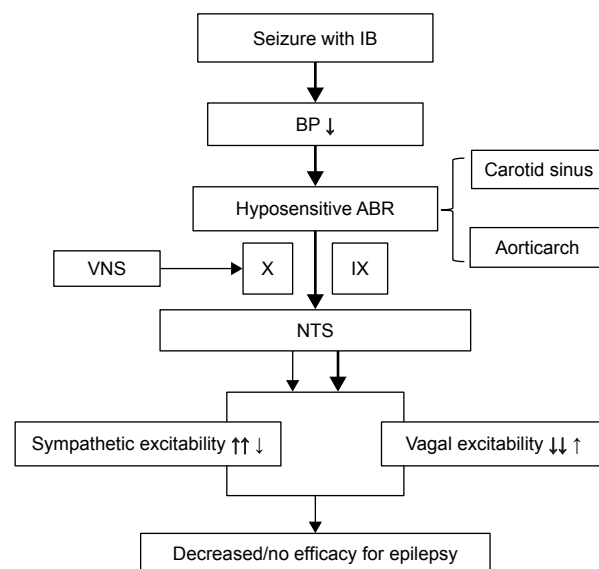 Seizure with IB
BP ↓
Hyposensitive ABR
Carotid sinus
Aorticarch
VNS
X
IX
NTS
Sympathetic excitability ⇈ ↓
Vagal excitability ⇊ ↑
Decreased/no efficacy for epilepsy